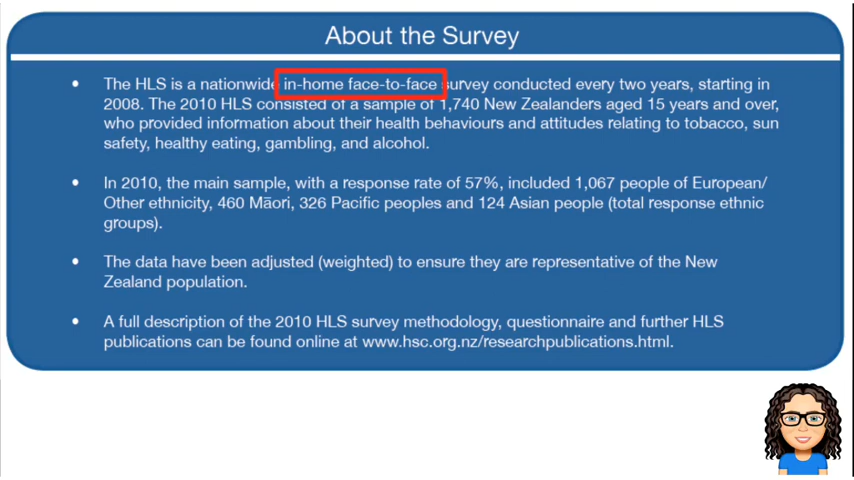 About the Survey
• The HLS is a nationwide in-home face-to-face survey conducted every two years, starting in
2008. The 2010 HLS consisted of a sample of 1,740 New Zealanders aged 15 years and over,
who provided information about their health behaviours and attitudes relating to tobacco, sun
safety, healthy eating, gambling, and alcohol.
• In 2010, the main sample, with a response rate of 57%, included 1,067 people of European/
Other ethnicity, 460 Māori, 326 Pacific peoples and 124 Asian people (total response ethnic
groups).
• The data have been adjusted (weighted) to ensure they are representative of the New
Zealand population.
• A full description of the 2010 HLS survey methodology, questionnaire and further HLS
publications can be found online at www.hsc.org.nz/researchpublications.html.